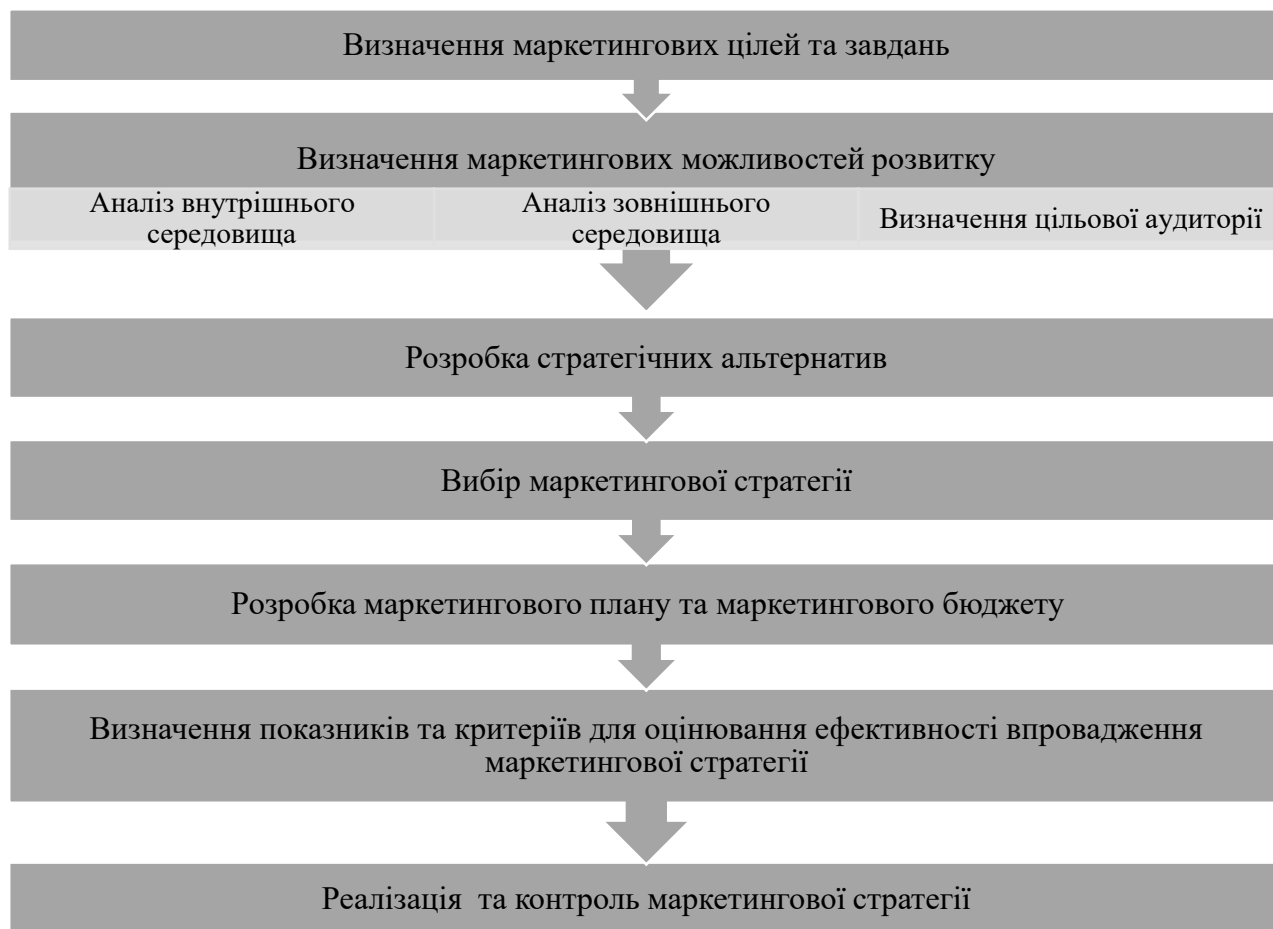 Визначення маркетингових цілей та завдань
Визначення маркетингових можливостей розвитку
Аналіз внутрішнього
середовища
Аналіз зовнішнього
середовища
Визначення цільової аудиторії
Розробка стратегічних альтернатив
Вибір маркетингової стратегії
Розробка маркетингового плану та маркетингового бюджету
Визначення показників та критеріїв для оцінювання ефективності впровадження
маркетингової стратегії
Реалізація  та контроль маркетингової стратегії